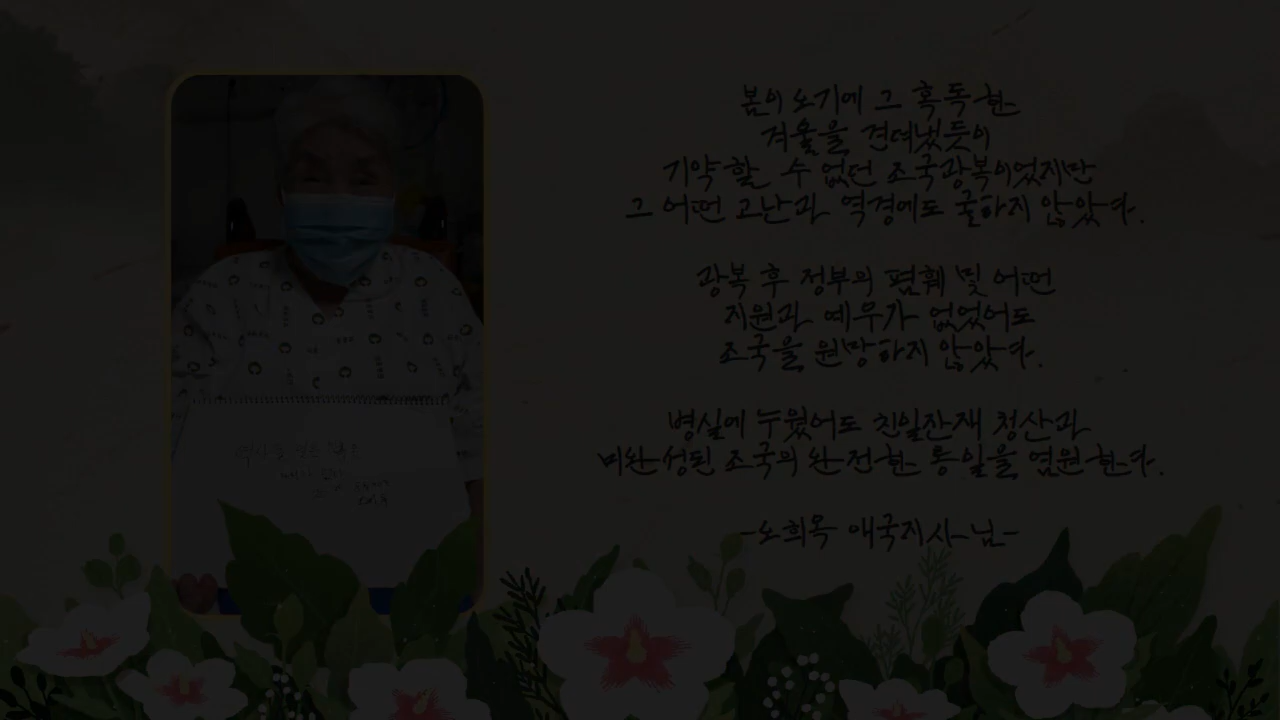 봄이 오기에 그 혹독한
겨울을 견뎌냈듯이
기약할 수 없던 조국광복이었지만
그 어떤 고난과 역경에도 굴하지 않았다.
광복 후 정부의 폄훼 및 어떤
지원과 예우가 없었어도
조국을 원망하지 않았다.
병실에 누웠어도 친일잔재 청산과
미완성된 조국의 완전한 통일을 염원한다.
-오희옥 애국지사님-